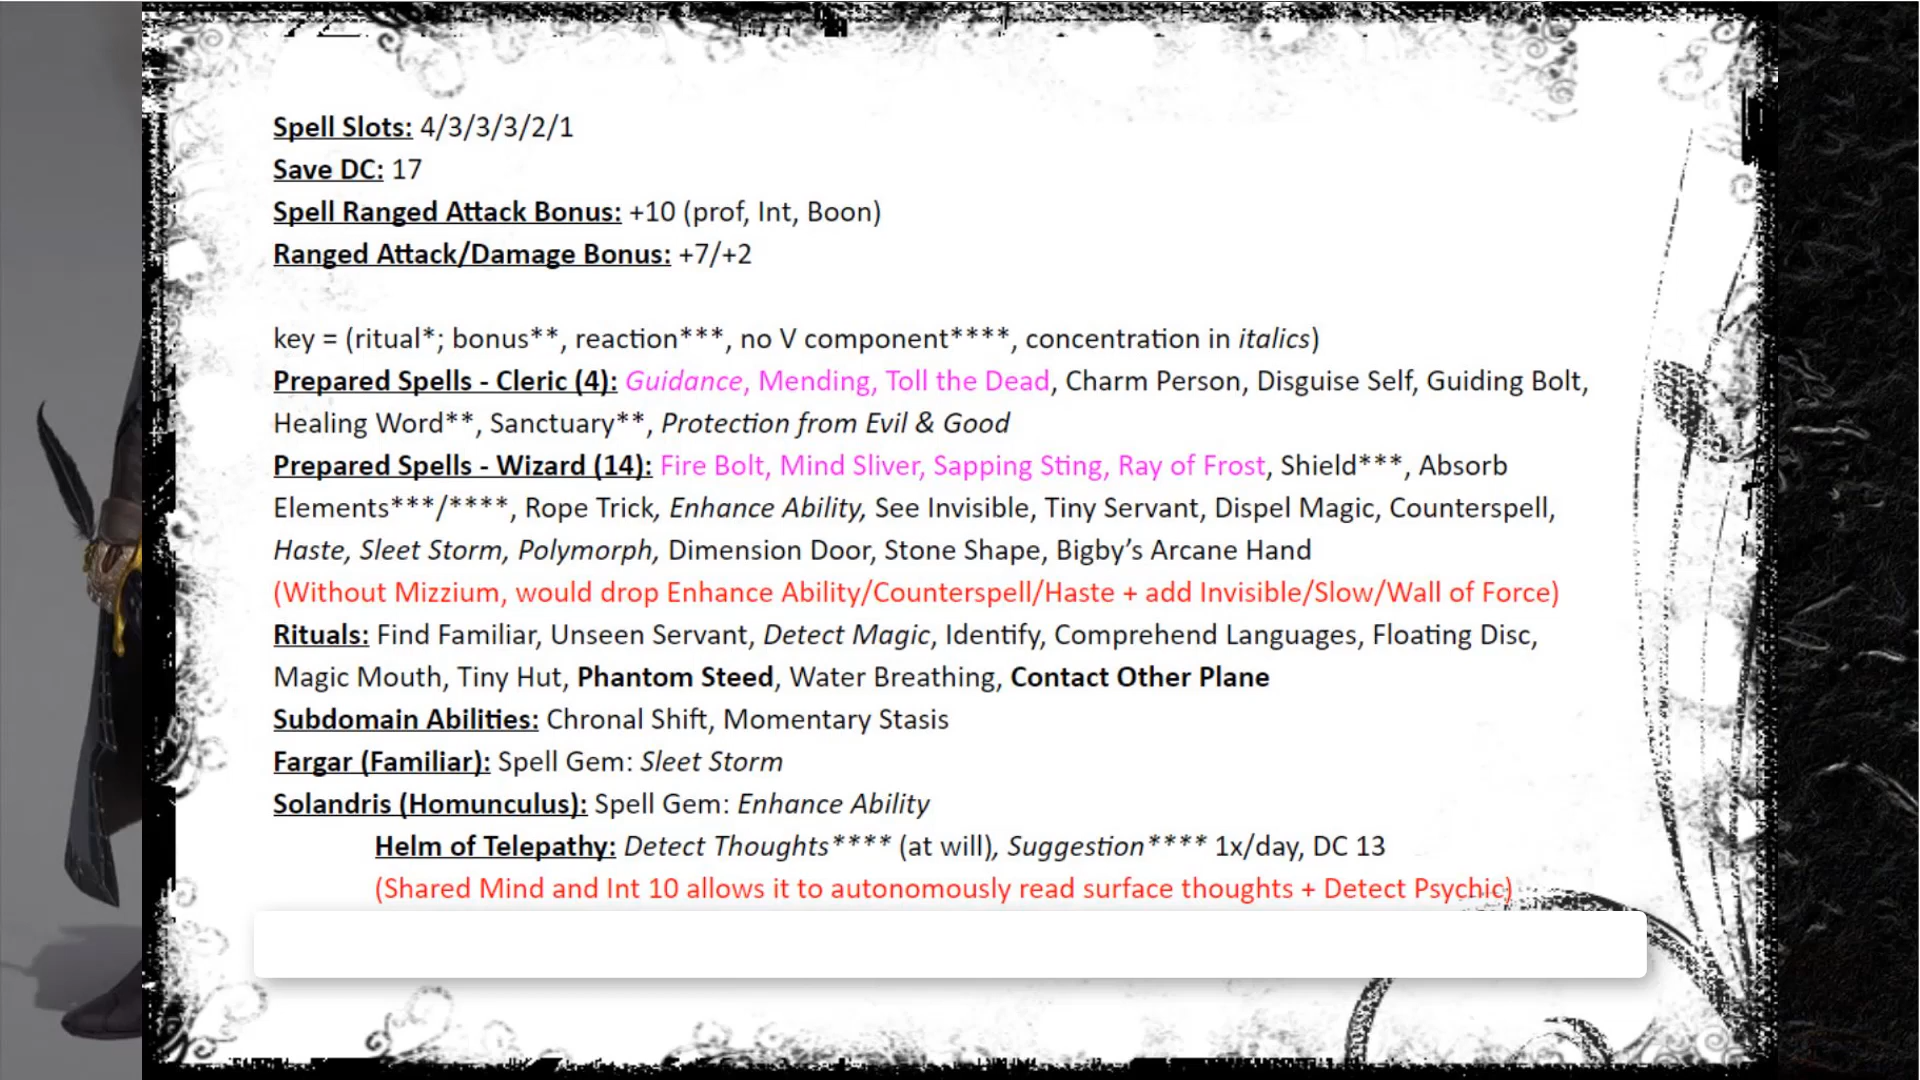 Spell Slots: 4/3/3/3/2/1
Save DC: 17
Spell Ranged Attack Bonus: +10 (prof, Int, Boon)
Ranged Attack/Damage Bonus: +7/+2
key = (ritual*; bonus**, reaction***, no V component****, concentration in italics)
Prepared Spells - Cleric (4): Guidance, Mending, Toll the Dead, Charm Person, Disguise Self, Guiding Bolt,
Healing Word**, Sanctuary**, Protection from Evil & Good
Prepared Spells - Wizard (14): Fire Bolt, Mind Sliver, Sapping Sting, Ray of Frost, Shield***, Absorb
Elements***/****, Rope Trick, Enhance Ability, See Invisible, Tiny Servant, Dispel Magic, Counterspell,
Haste, Sleet Storm, Polymorph, Dimension Door, Stone Shape, Bigby’s Arcane Hand
(Without Mizzium, would drop Enhance Ability/Counterspell/Haste + add Invisible/Slow/Wall of Force)
Rituals: Find Familiar, Unseen Servant, Detect Magic, Identify, Comprehend Languages, Floating Disc,
Magic Mouth, Tiny Hut, Phantom Steed, Water Breathing, Contact Other Plane
Subdomain Abilities: Chronal Shift, Momentary Stasis
Fargar (Familiar): Spell Gem: Sleet Storm
Solandris (Homunculus): Spell Gem: Enhance Ability
Helm of Telepathy: Detect Thoughts**** (at will), Suggestion**** 1x/day, DC 13
(Shared Mind and Int 10 allows it to autonomously read surface thoughts + Detect Psychic)